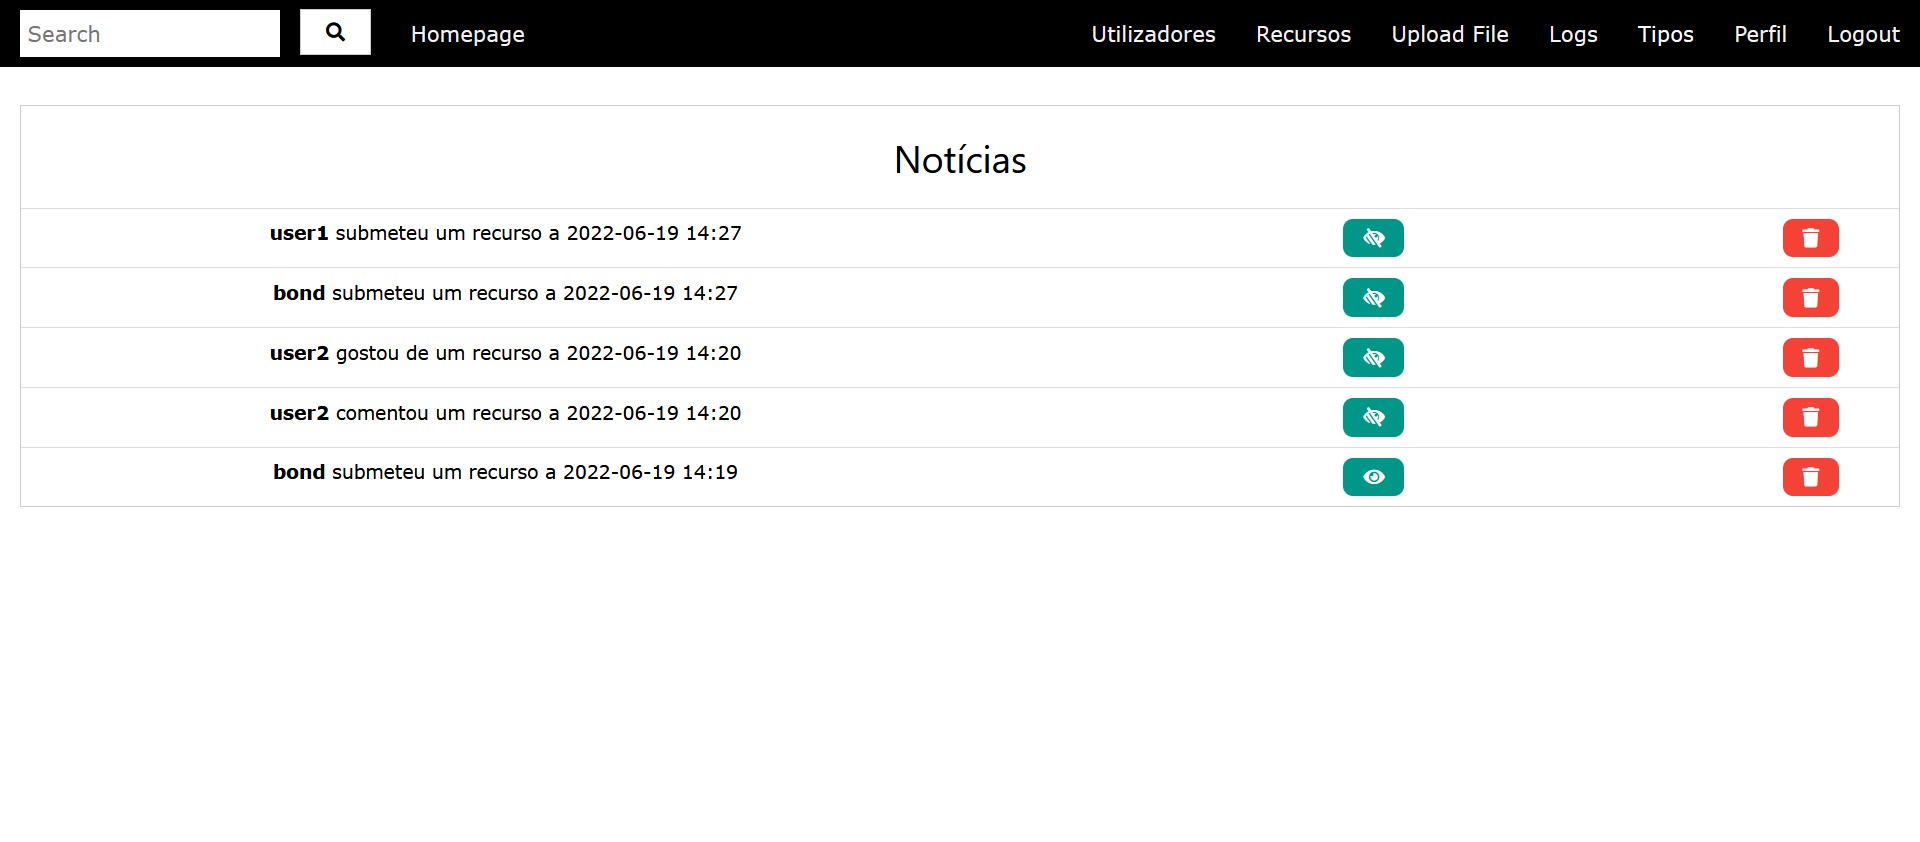 Search Homepage Utilizadores Recursos Upload File Logs Tipos Perfil Logout
Notícias
user1 submeteu um recurso a 2022-06-19 14:27
bond submeteu um recurso a 2022-06-19 14:27
user2 gostou de um recurso a 2022-06-19 14:20
user2 comentou um recurso a 2022-06-19 14:20
bond submeteu um recurso a 2022-06-19 14:19